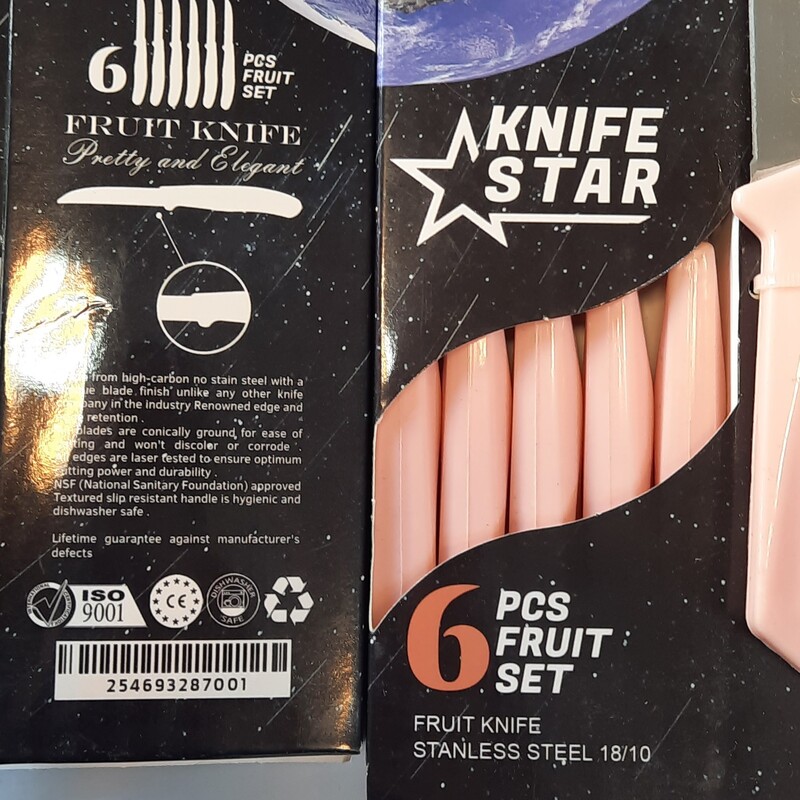 6
PCS
FRUIT
SET
FRUIT KNIFE
Pretty and Elegant
from high-carbon no stain steel with a
blade finish unlike any other knife
in the industry Renowned edge and
retention .
blades are conically ground for ease of
and won't discolor or corrode .
edges are laser tested to ensure optimum
cutting power and durability .
NSF (National Sanitary Foundation) approved
Textured slip resistant handle is hygienic and
dishwasher safe .
Lifetime guarantee against manufacturer's
defects
ISO
9001
CE
DISHWASHER
SAFE
254693287001
KNIFE
STAR
6
PCS
FRUIT
SET
FRUIT KNIFE
STANLESS STEEL 18/10